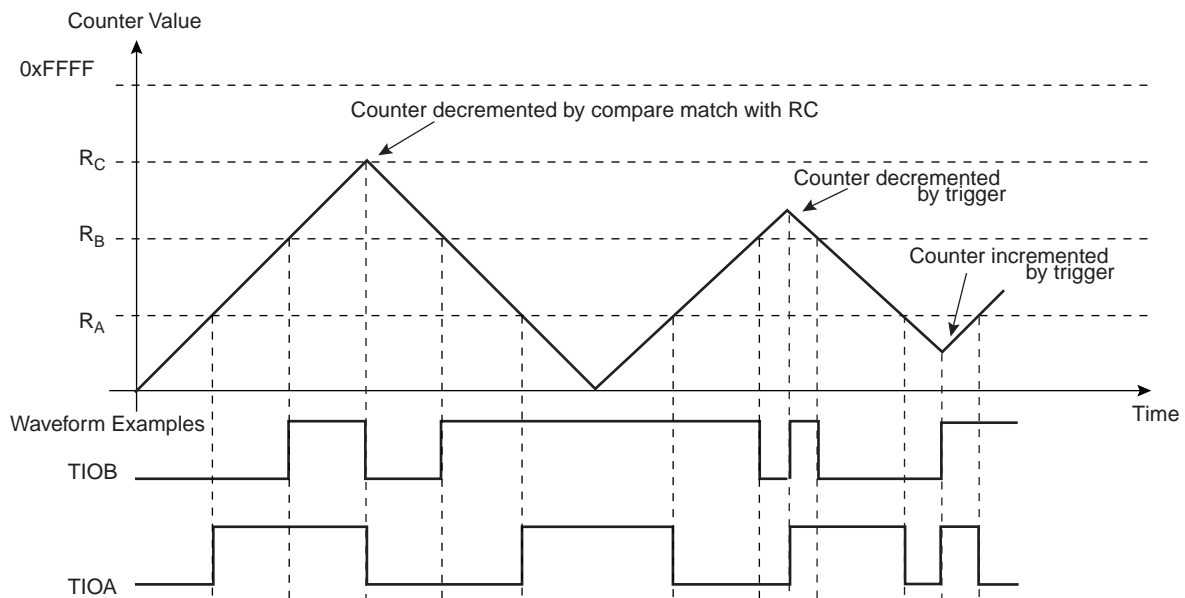 Counter Value
0xFFFF
Counter decremented by compare match with RC
RC
Counter decremented
by trigger
RB
Counter incremented
by trigger
RA
Time
Waveform Examples
TIOB
TIOA